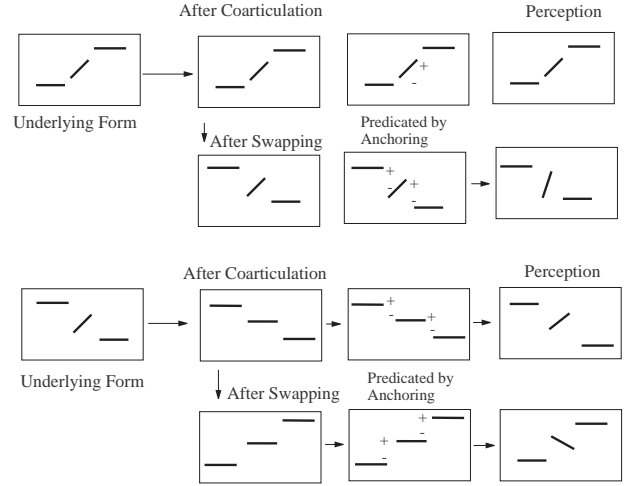 After Coarticulation
Perception
Underlying Form
+
-
Predicated by
Anchoring
After Swapping
+
-
+
-
After Coarticulation
Perception
+
-
+
-
Underlying Form
Predicated by
Anchoring
After Swapping
+
-
+
-